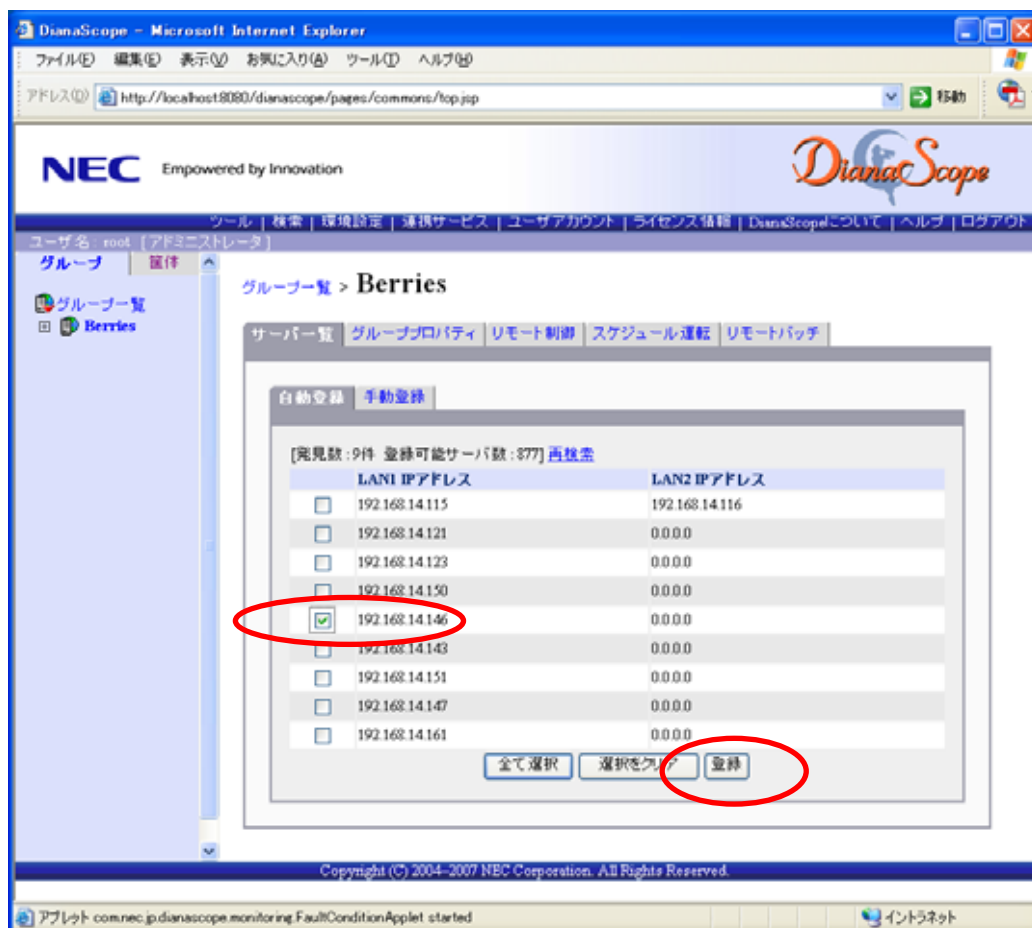 DianaScope - Microsoft Internet Explorer
ファイル(F) 編集(E) 表示(V) お気に入り(A) ツール(T) ヘルプ(H)
アドレス(D) http://localhost:8080/dianascope/pages/commons/top.jsp 移動
NEC Empowered by Innovation DianaScope
ツール | 検索 | 環境設定 | 連携サービス | ユーザアカウント | ライセンス情報 | DianaScopeについて | ヘルプ | ログアウト
ユーザ名 : root [アドミニストレータ]
グループ 筐体
グループ一覧
Berries
グループ一覧 > Berries
サーバ一覧 グループプロパティ リモート制御 スケジュール運転 リモートバッチ
自動登録 手動登録
[発見数 : 9件 登録可能サーバ数 : 877] 再検索
LAN1 IPアドレス LAN2 IPアドレス
192.168.14.115 192.168.14.116
192.168.14.121 0.0.0.0
192.168.14.123 0.0.0.0
192.168.14.150 0.0.0.0
192.168.14.146 0.0.0.0
192.168.14.143 0.0.0.0
192.168.14.151 0.0.0.0
192.168.14.147 0.0.0.0
192.168.14.161 0.0.0.0
全て選択 選択をクリア 登録
Copyright (C) 2004-2007 NEC Corporation. All Rights Reserved.
アプレット com.nec.jp.dianascope.monitoring.FaultConditionApplet started イントラネット